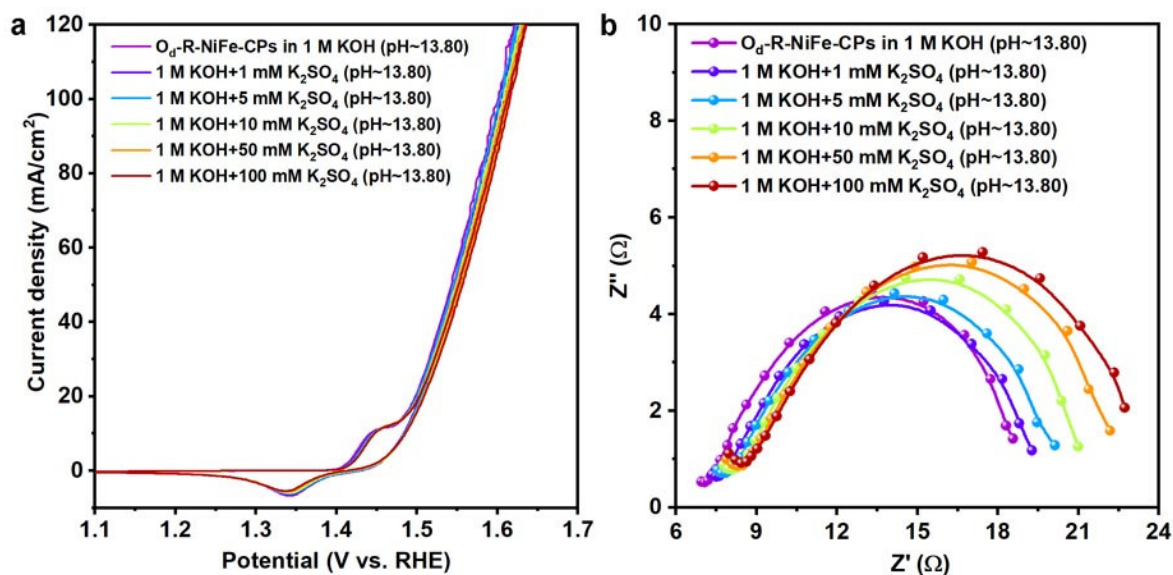 a
120
100
80
60
40
20
0
Current density (mA/cm²)
O_d-R-NiFe-CPs in 1 M KOH (pH~13.80)
1 M KOH+1 mM K₂SO₄ (pH~13.80)
1 M KOH+5 mM K₂SO₄ (pH~13.80)
1 M KOH+10 mM K₂SO₄ (pH~13.80)
1 M KOH+50 mM K₂SO₄ (pH~13.80)
1 M KOH+100 mM K₂SO₄ (pH~13.80)
1.1 1.2 1.3 1.4 1.5 1.6 1.7
Potential (V vs. RHE)
b
10
8
6
4
2
0
Z'' (Ω)
O_d-R-NiFe-CPs in 1 M KOH (pH~13.80)
1 M KOH+1 mM K₂SO₄ (pH~13.80)
1 M KOH+5 mM K₂SO₄ (pH~13.80)
1 M KOH+10 mM K₂SO₄ (pH~13.80)
1 M KOH+50 mM K₂SO₄ (pH~13.80)
1 M KOH+100 mM K₂SO₄ (pH~13.80)
6 9 12 15 18 21 24
Z' (Ω)